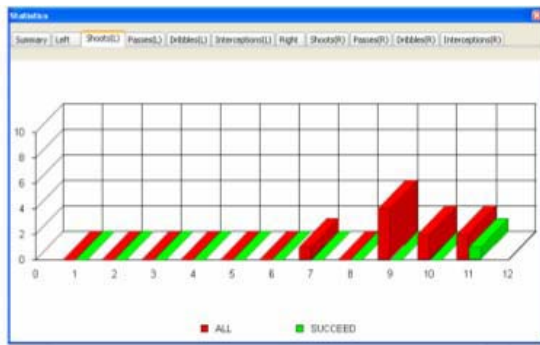 Statistics
Summary Left Shoots(L) Passes(L) Dribbles(L) Interceptions(L) Right Shoots(R) Passes(R) Dribbles(R) Interceptions(R)
10
8
6
4
2
0
0 1 2 3 4 5 6 7 8 9 10 11 12
ALL SUCCEED